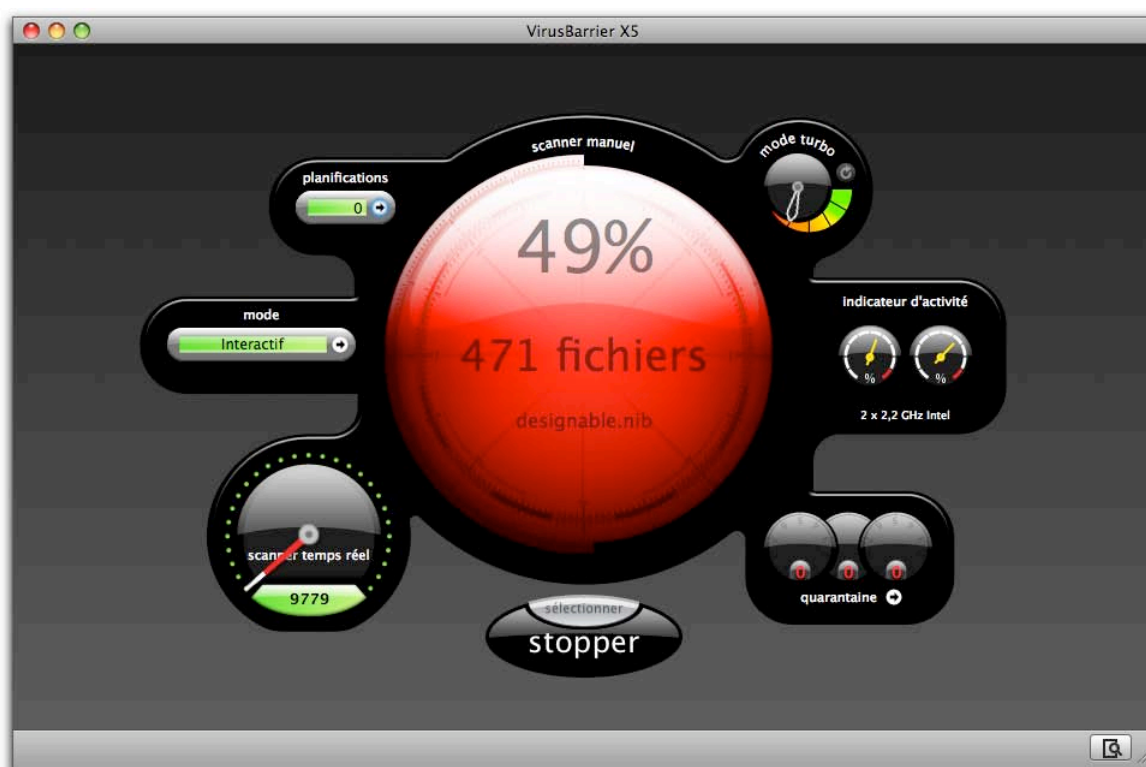 VirusBarrier X5
scanner manuel
mode turbo
planifications
0
49%
indicateur d'activité
mode
Interactif
471 fichiers
% %
2 x 2,2 GHz Intel
designable.nib
scanner temps réel
9779
0 0 0
quarantaine
sélectionner
stopper